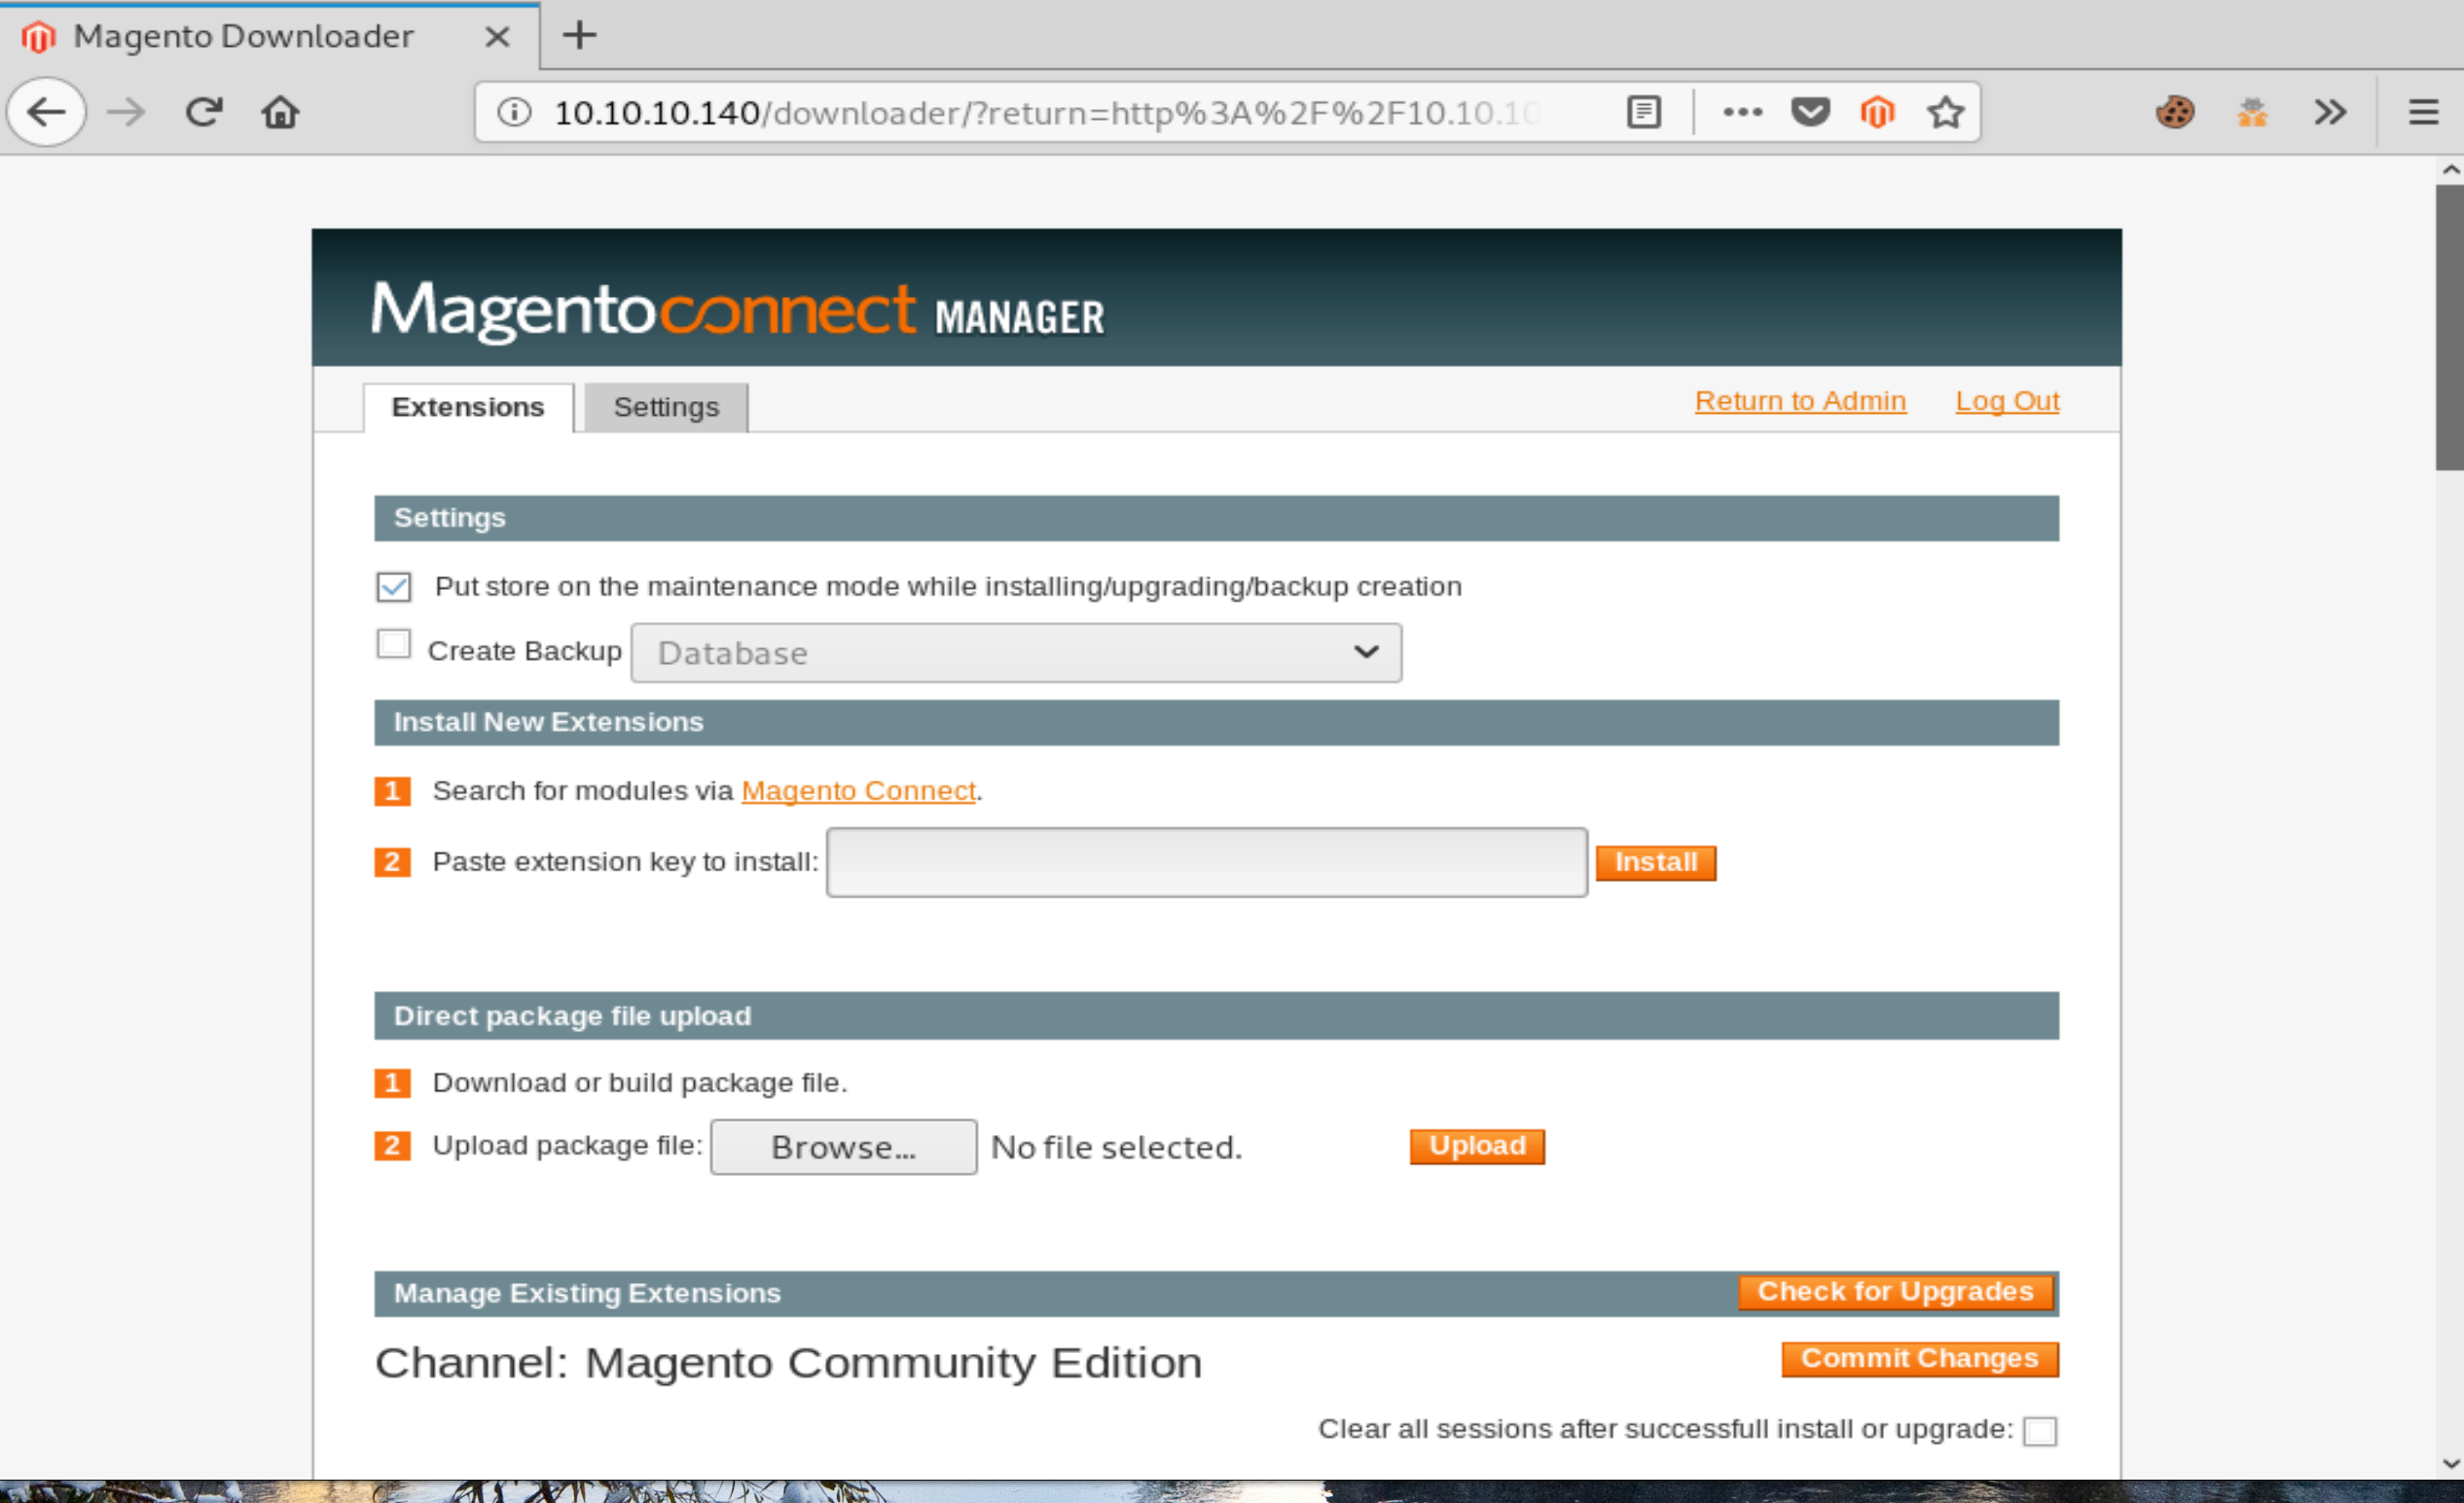 Magento Downloader
10.10.10.140/downloader/?return=http%3A%2F%2F10.10.10
Magentoconnect MANAGER
Extensions Settings Return to Admin Log Out
Settings
Put store on the maintenance mode while installing/upgrading/backup creation
Create Backup Database
Install New Extensions
1 Search for modules via Magento Connect.
2 Paste extension key to install: Install
Direct package file upload
1 Download or build package file.
2 Upload package file: Browse... No file selected. Upload
Manage Existing Extensions Check for Upgrades
Channel: Magento Community Edition Commit Changes
Clear all sessions after successfull install or upgrade: